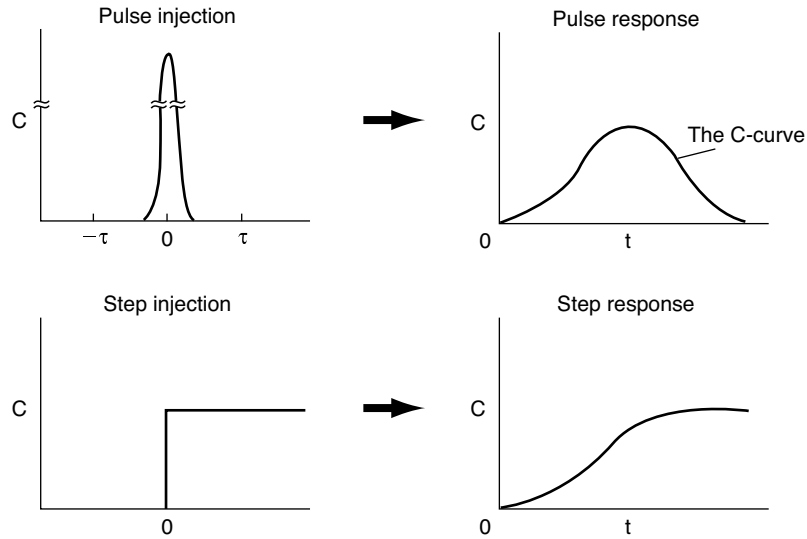 Pulse injection
C
−τ 0 τ
Pulse response
C
The C-curve
0 t
Step injection
C
0
Step response
C
0 t